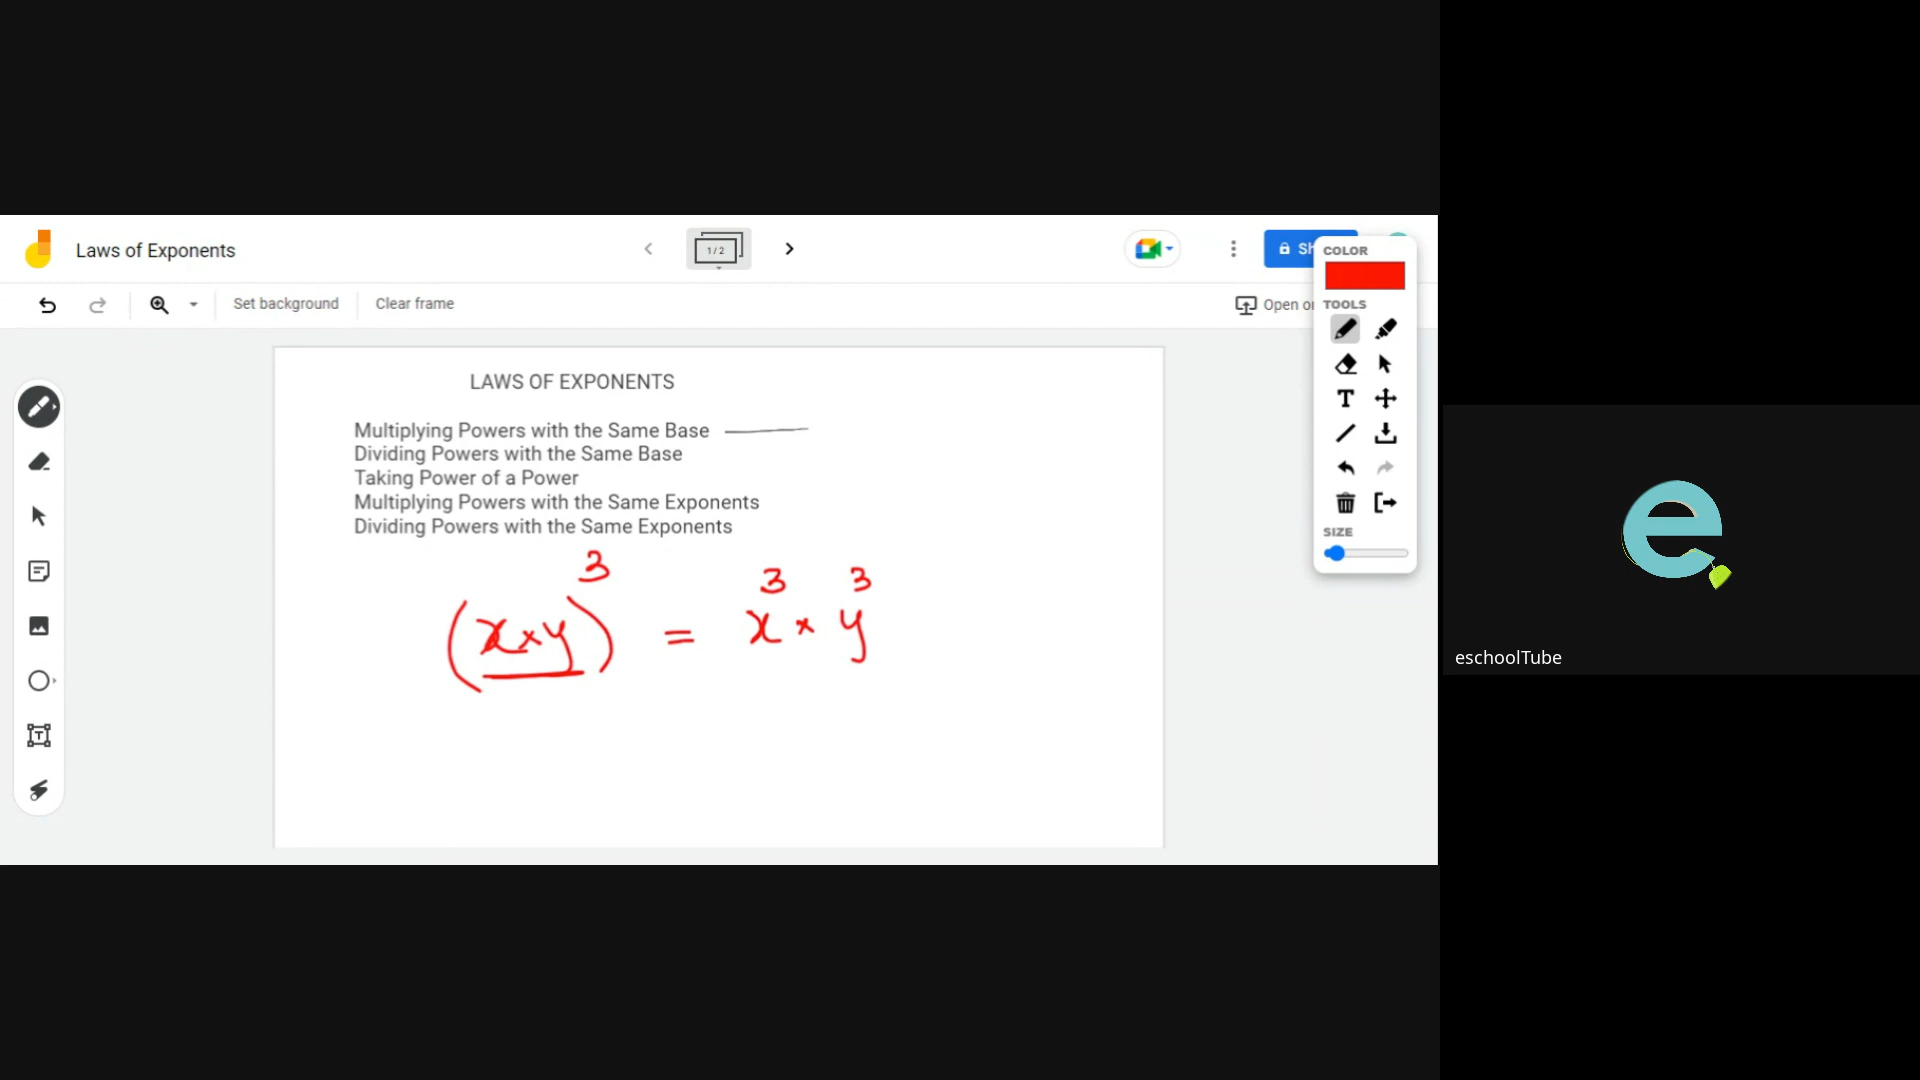 Laws of Exponents
1 / 2
Sh
Set background
Clear frame
Open o
COLOR
TOOLS
T
SIZE
LAWS OF EXPONENTS
Multiplying Powers with the Same Base
Dividing Powers with the Same Base
Taking Power of a Power
Multiplying Powers with the Same Exponents
Dividing Powers with the Same Exponents
(x×y)³ = x³ × y³
e
eschoolTube